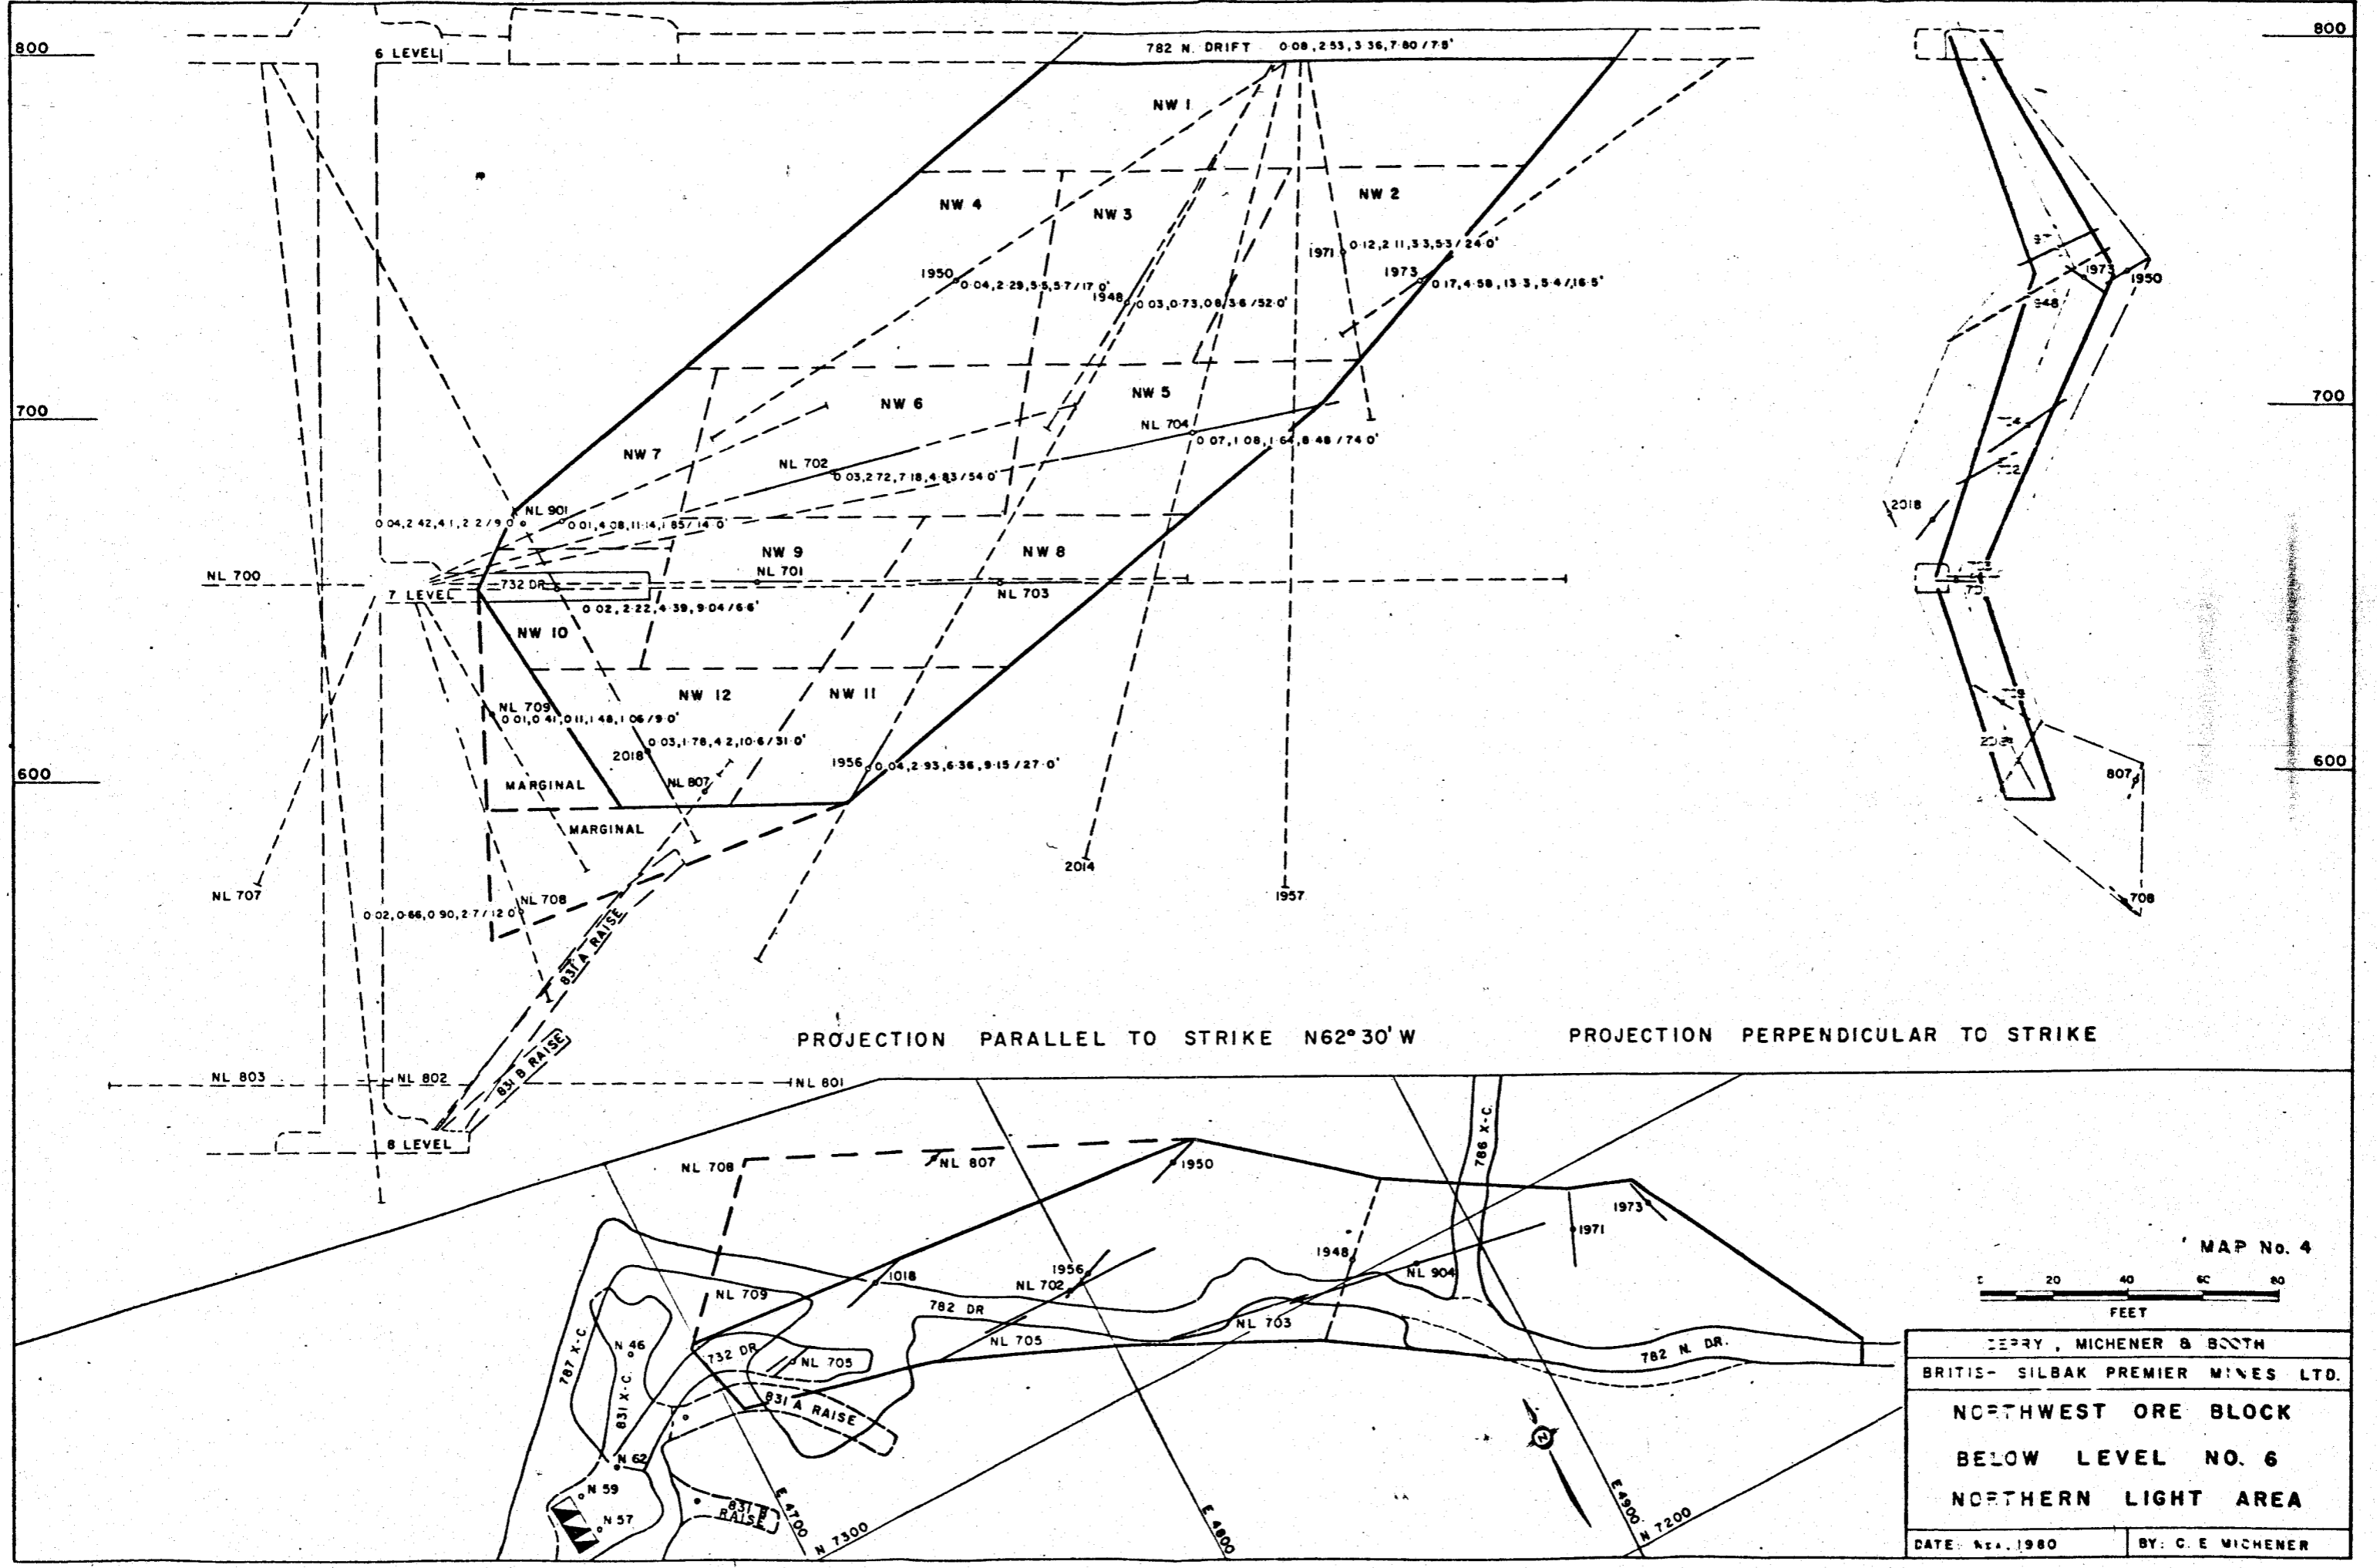 800
6 LEVEL
782 N. DRIFT 0·08, 2·53, 3·36, 7·80 / 7·8'
800
NW 1
NW 4
NW 3
NW 2
1971
0·12, 2·11, 3·3, 5·3 / 24·0'
1950
0·04, 2·29, 5·5, 5·7 / 17·0'
1948
0·03, 0·73, 0·8, 3·6 / 52·0'
1973
0·17, 4·58, 13·3, 5·4 / 16·5'
1973
1950
700
NW 7
NW 6
NW 5
700
NL 704
0·07, 1·08, 1·64, 8·48 / 74·0'
NL 702
0·03, 2·72, 7·18, 4·83 / 54·0'
NL 901
0·04, 2·42, 4·1, 2·2 / 9·0
0·01, 4·08, 11·14, 1·85 / 14·0'
2018
NL 700
732 DR
7 LEVEL
NW 9
NL 701
NW 8
NL 703
0·02, 2·22, 4·39, 9·04 / 6·6'
NW 10
NW 12
NW 11
NL 709
0·01, 0·41, 0·11, 1·48, 1·06 / 9·0'
2018
0·03, 1·78, 4·2, 10·6 / 31·0'
1956
0·04, 2·93, 6·36, 9·15 / 27·0'
600
MARGINAL
NL 807
807
600
MARGINAL
NL 707
NL 708
0·02, 0·66, 0·90, 2·7 / 12·0'
2014
1957
708
831 A RAISE
831 B RAISE
PROJECTION PARALLEL TO STRIKE N62°30'W
PROJECTION PERPENDICULAR TO STRIKE
NL 803
NL 802
NL 801
8 LEVEL
NL 708
NL 807
1950
786 X-C.
1973
1971
1948
NL 904
1018
1956
NL 702
NL 709
782 DR
NL 703
NL 705
782 N. DR.
787 X-C.
N 46
831 X-C.
732 DR
NL 705
831 A RAISE
N 62
N 59
N 57
831 B
RAISE
E 4700
N 7300
E 4800
E 4900
N 7200
N
MAP No. 4
20 40 60 80
FEET
MICHENER & BOOTH
SILBAK PREMIER MINES LTD.
NORTHWEST ORE BLOCK
BELOW LEVEL NO. 6
NORTHERN LIGHT AREA
DATE: 1980
BY: C. E MICHENER